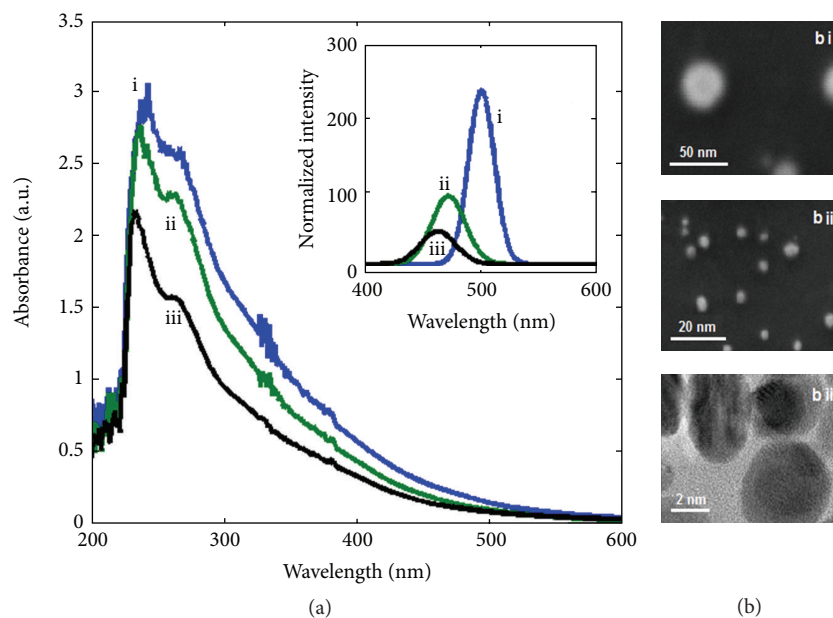 3.5
3
2.5
2
1.5
1
0.5
0
200
300
400
500
600
Absorbance (a.u.)
Wavelength (nm)
i
ii
iii
300
200
100
0
400
500
600
Normalized intensity
Wavelength (nm)
i
ii
iii
(a)
b i
50 nm
b ii
20 nm
b ii
2 nm
(b)